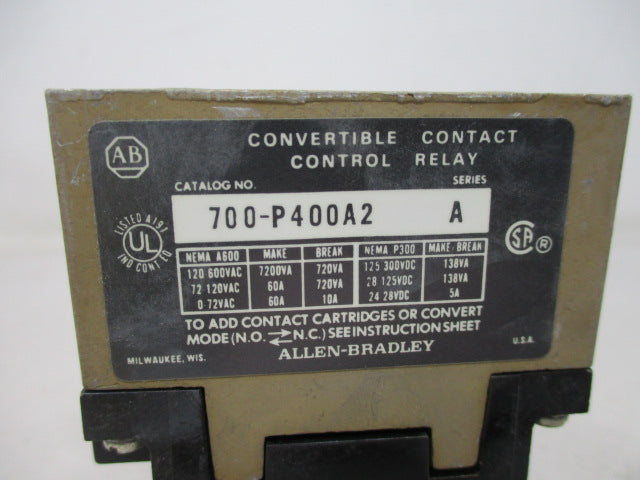 AB
CONVERTIBLE CONTACT
CONTROL RELAY
CATALOG NO.
SERIES
700-P400A2 A
LISTED A197
UL
IND CONT EQ
SA ®
NEMA A600 MAKE BREAK NEMA P300 MAKE/BREAK
120 600VAC 7200VA 720VA 125 300VDC 138VA
72 120VAC 60A 720VA 28 125VDC 138VA
0 72VAC 60A 10A 24 28VDC 5A
TO ADD CONTACT CARTRIDGES OR CONVERT
MODE (N.O. ⇄ N.C.) SEE INSTRUCTION SHEET
MILWAUKEE, WIS. ALLEN-BRADLEY U.S.A.